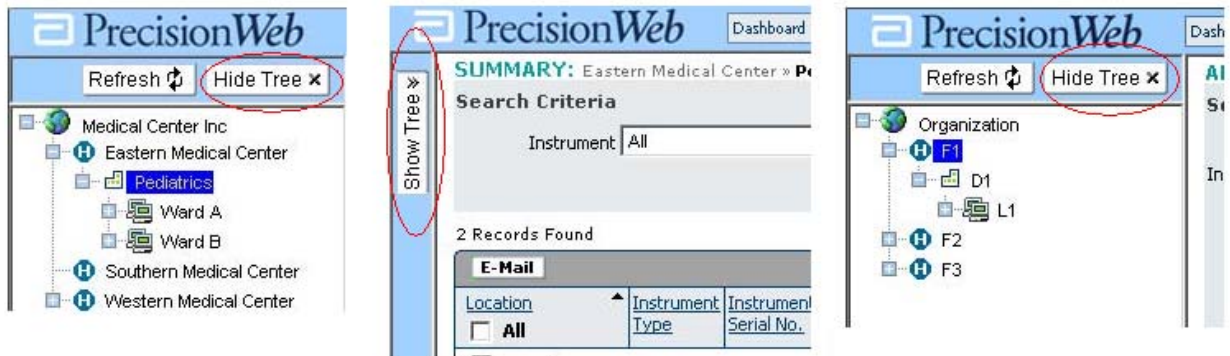 PrecisionWeb
Refresh Hide Tree
Medical Center Inc
Eastern Medical Center
Pediatrics
Ward A
Ward B
Southern Medical Center
Western Medical Center
PrecisionWeb Dashboard
Show Tree »
SUMMARY: Eastern Medical Center »
Search Criteria
Instrument All
2 Records Found
E-Mail
Location Instrument Type Instrument Serial No.
All
PrecisionWeb Dash
Refresh Hide Tree
Organization
F1
D1
L1
F2
F3
In